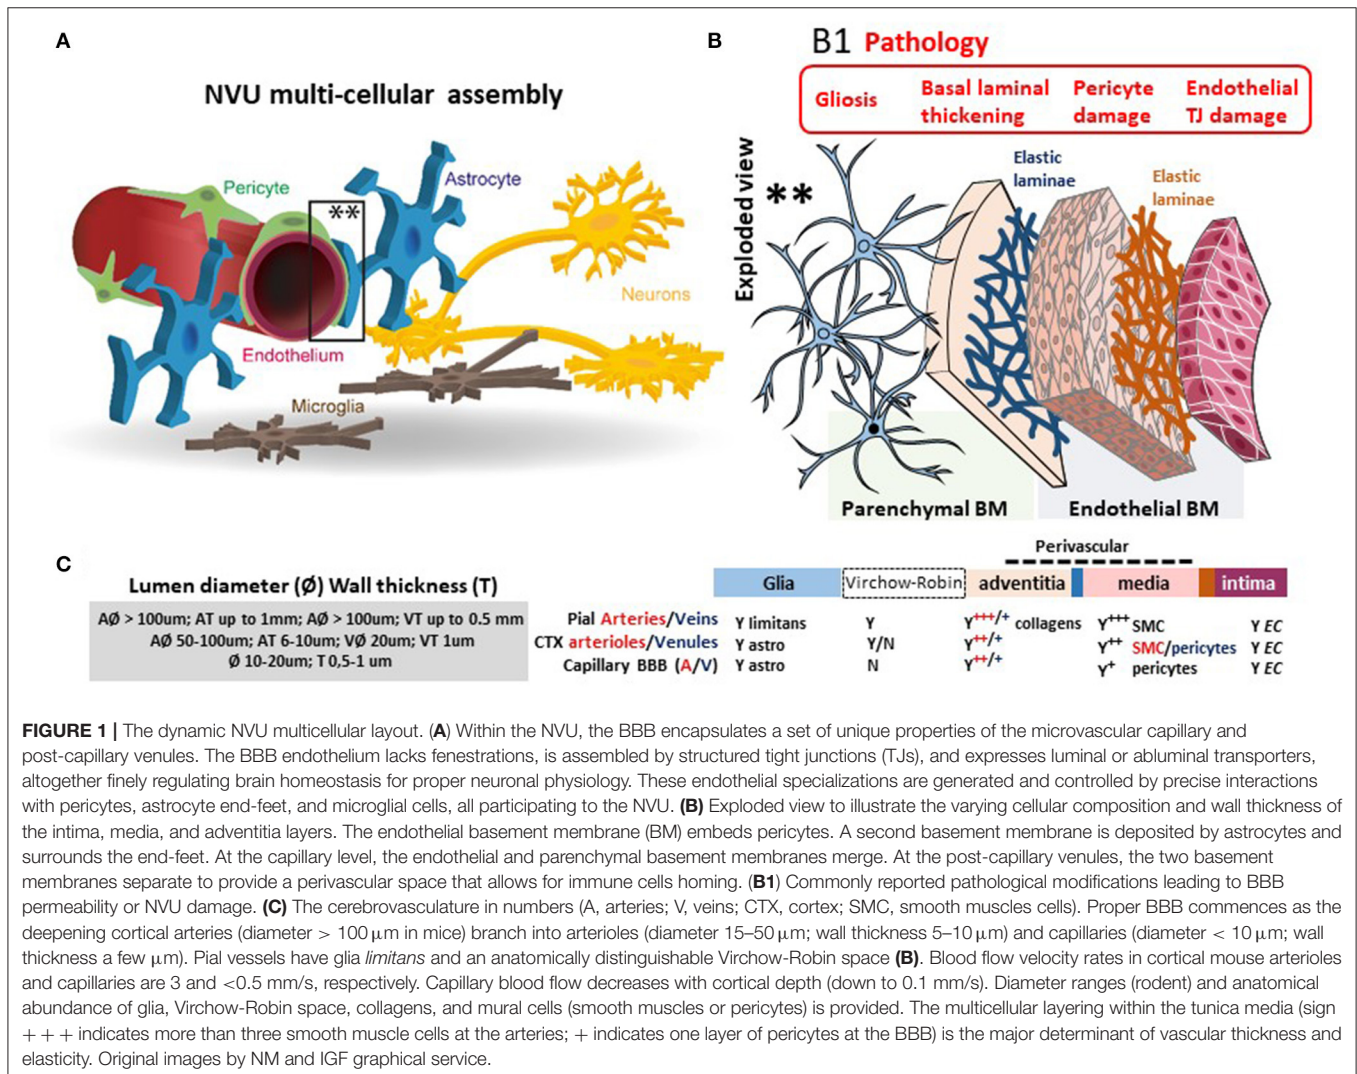 A
NVU multi-cellular assembly
Pericyte
**
Astrocyte
Neurons
Endothelium
Microglia
B
B1 Pathology
Gliosis
Basal laminal thickening
Pericyte damage
Endothelial TJ damage
Exploded view
**
Elastic laminae
Elastic laminae
Parenchymal BM
Endothelial BM
C
Lumen diameter (Ø) Wall thickness (T)
AØ > 100um; AT up to 1mm; AØ > 100um; VT up to 0.5 mm
AØ 50-100um; AT 6-10um; VØ 20um; VT 1um
Ø 10-20um; T 0,5-1 um
Perivascular
Glia Virchow-Robin adventitia media intima
Pial Arteries/Veins Y limitans Y Y+++/+ collagens Y+++ SMC Y EC
CTX arterioles/Venules Y astro Y/N Y++/+ Y++ SMC/pericytes Y EC
Capillary BBB (A/V) Y astro N Y++/+ Y+ pericytes Y EC
FIGURE 1 | The dynamic NVU multicellular layout. (A) Within the NVU, the BBB encapsulates a set of unique properties of the microvascular capillary and
post-capillary venules. The BBB endothelium lacks fenestrations, is assembled by structured tight junctions (TJs), and expresses luminal or abluminal transporters,
altogether finely regulating brain homeostasis for proper neuronal physiology. These endothelial specializations are generated and controlled by precise interactions
with pericytes, astrocyte end-feet, and microglial cells, all participating to the NVU. (B) Exploded view to illustrate the varying cellular composition and wall thickness of
the intima, media, and adventitia layers. The endothelial basement membrane (BM) embeds pericytes. A second basement membrane is deposited by astrocytes and
surrounds the end-feet. At the capillary level, the endothelial and parenchymal basement membranes merge. At the post-capillary venules, the two basement
membranes separate to provide a perivascular space that allows for immune cells homing. (B1) Commonly reported pathological modifications leading to BBB
permeability or NVU damage. (C) The cerebrovasculature in numbers (A, arteries; V, veins; CTX, cortex; SMC, smooth muscles cells). Proper BBB commences as the
deepening cortical arteries (diameter > 100 μm in mice) branch into arterioles (diameter 15–50 μm; wall thickness 5–10 μm) and capillaries (diameter < 10 μm; wall
thickness a few μm). Pial vessels have glia limitans and an anatomically distinguishable Virchow-Robin space (B). Blood flow velocity rates in cortical mouse arterioles
and capillaries are 3 and <0.5 mm/s, respectively. Capillary blood flow decreases with cortical depth (down to 0.1 mm/s). Diameter ranges (rodent) and anatomical
abundance of glia, Virchow-Robin space, collagens, and mural cells (smooth muscles or pericytes) is provided. The multicellular layering within the tunica media (sign
+ + + indicates more than three smooth muscle cells at the arteries; + indicates one layer of pericytes at the BBB) is the major determinant of vascular thickness and
elasticity. Original images by NM and IGF graphical service.